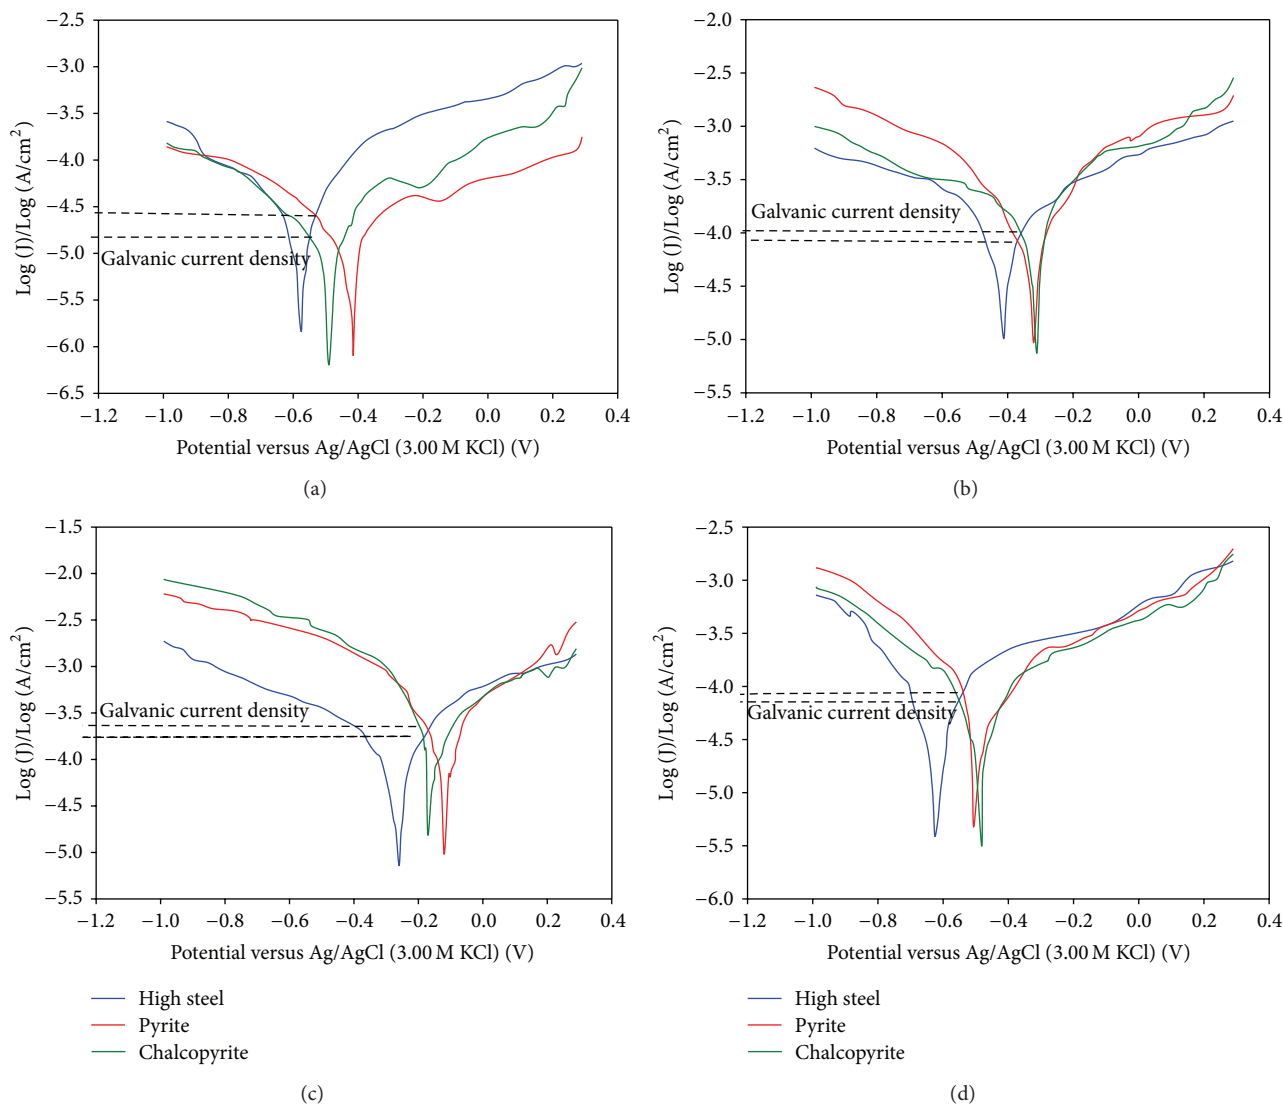 −2.5
−3.0
−3.5
−4.0
−4.5
−5.0
−5.5
−6.0
−6.5
Log (J)/Log (A/cm²)
Galvanic current density
−1.2 −1.0 −0.8 −0.6 −0.4 −0.2 0.0 0.2 0.4
Potential versus Ag/AgCl (3.00 M KCl) (V)
(a)
−2.0
−2.5
−3.0
−3.5
−4.0
−4.5
−5.0
−5.5
Log (J)/Log (A/cm²)
Galvanic current density
−1.2 −1.0 −0.8 −0.6 −0.4 −0.2 0.0 0.2 0.4
Potential versus Ag/AgCl (3.00 M KCl) (V)
(b)
−1.5
−2.0
−2.5
−3.0
−3.5
−4.0
−4.5
−5.0
−5.5
Log (J)/Log (A/cm²)
Galvanic current density
−1.2 −1.0 −0.8 −0.6 −0.4 −0.2 0.0 0.2 0.4
Potential versus Ag/AgCl (3.00 M KCl) (V)
High steel
Pyrite
Chalcopyrite
(c)
−2.5
−3.0
−3.5
−4.0
−4.5
−5.0
−5.5
−6.0
Log (J)/Log (A/cm²)
Galvanic current density
−1.2 −1.0 −0.8 −0.6 −0.4 −0.2 0.0 0.2 0.4
Potential versus Ag/AgCl (3.00 M KCl) (V)
High steel
Pyrite
Chalcopyrite
(d)